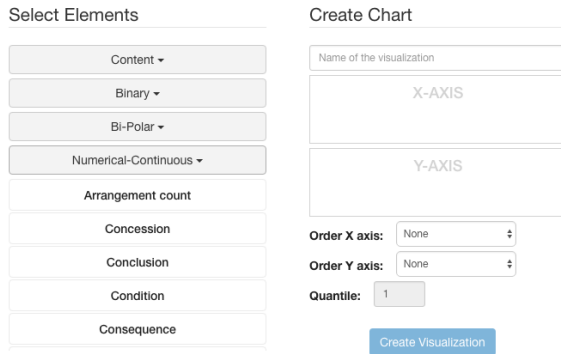 Select Elements
Content
Binary
Bi-Polar
Numerical-Continuous
Arrangement count
Concession
Conclusion
Condition
Consequence
Create Chart
Name of the visualization
X-AXIS
Y-AXIS
Order X axis: None
Order Y axis: None
Quantile: 1
Create Visualization